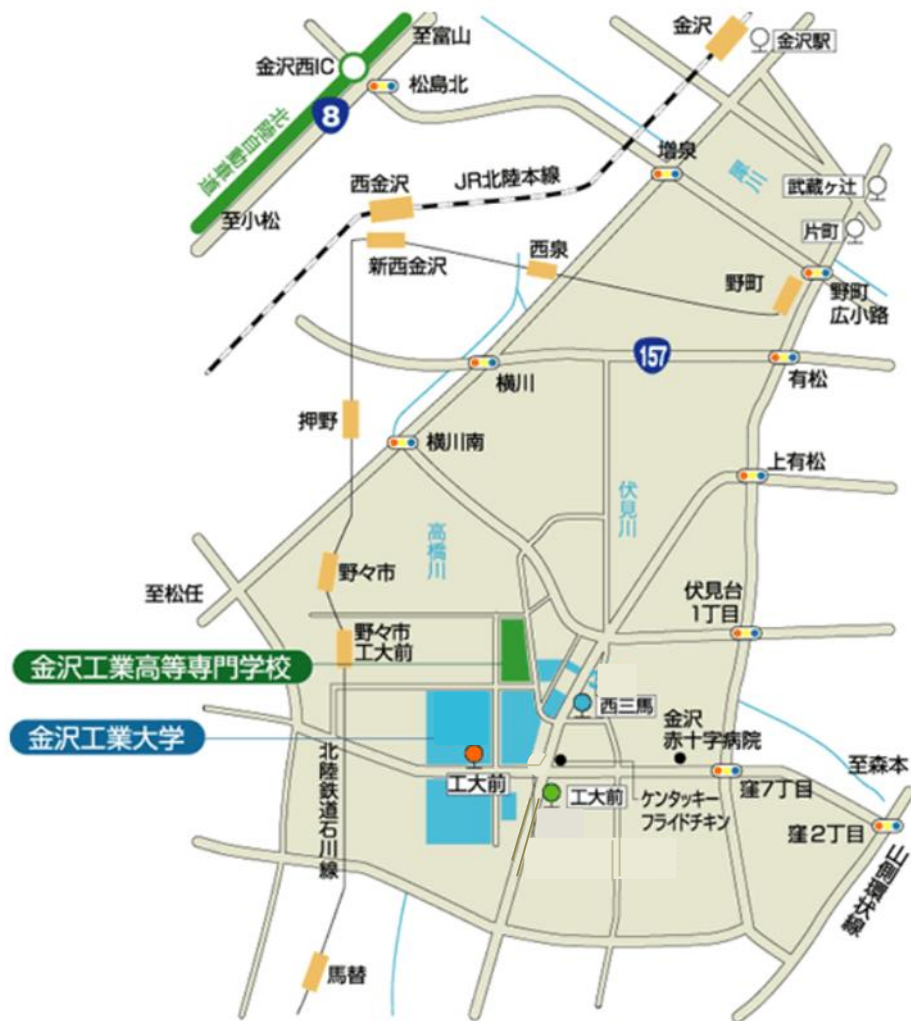 至富山
金沢
金沢駅
金沢西IC
松島北
8
北陸自動車道
増泉
犀川
西金沢
JR北陸本線
武蔵ヶ辻
至小松
片町
新西金沢
西泉
野町
野町
広小路
157
横川
有松
押野
横川南
上有松
伏見川
高橋川
野々市
至松任
伏見台
1丁目
野々市
工大前
金沢工業高等専門学校
西三馬
金沢
赤十字病院
金沢工業大学
北陸鉄道石川線
至森本
工大前
工大前
ケンタッキー
フライドチキン
窪7丁目
窪2丁目
山側環状線
馬替